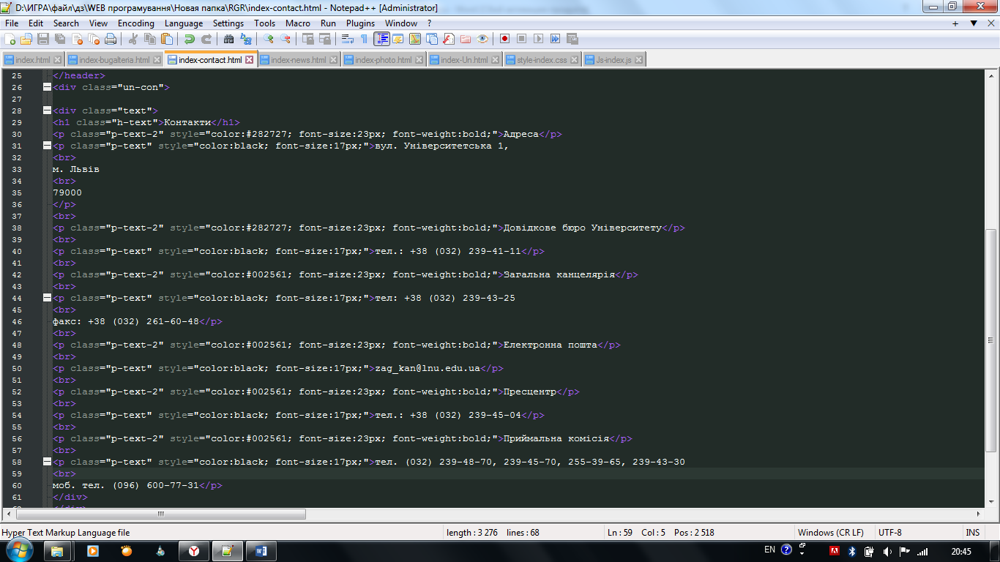 D:\ИГРА\файл\дз\WEB програмування\Новая папка\RGR\index-contact.html - Notepad++ [Administrator]
File Edit Search View Encoding Language Settings Tools Macro Run Plugins Window ? + ▼ X
index.html index-bugalteria.html index-contact.html index-news.html index-photo.html index-Un.html style-index.css Js-index.js
25 </header>
26 <div class="un-con">
27
28 <div class="text">
29 <h1 class="h-text">Контакти</h1>
30 <p class="p-text-2" style="color:#282727; font-size:23px; font-weight:bold;">Адреса</p>
31 <p class="p-text" style="color:black; font-size:17px;">вул. Університетська 1,
32 <br>
33 м. Львів
34 <br>
35 79000
36 </p>
37 <br>
38 <p class="p-text-2" style="color:#282727; font-size:23px; font-weight:bold;">Довідкове бюро Університету</p>
39 <br>
40 <p class="p-text" style="color:black; font-size:17px;">тел.: +38 (032) 239-41-11</p>
41 <br>
42 <p class="p-text-2" style="color:#002561; font-size:23px; font-weight:bold;">Загальна канцелярія</p>
43 <br>
44 <p class="p-text" style="color:black; font-size:17px;">тел: +38 (032) 239-43-25
45 <br>
46 факс: +38 (032) 261-60-48</p>
47 <br>
48 <p class="p-text-2" style="color:#002561; font-size:23px; font-weight:bold;">Електронна пошта</p>
49 <br>
50 <p class="p-text" style="color:black; font-size:17px;">zag_kan@lnu.edu.ua</p>
51 <br>
52 <p class="p-text-2" style="color:#002561; font-size:23px; font-weight:bold;">Пресцентр</p>
53 <br>
54 <p class="p-text" style="color:black; font-size:17px;">тел.: +38 (032) 239-45-04</p>
55 <br>
56 <p class="p-text-2" style="color:#002561; font-size:23px; font-weight:bold;">Приймальна комісія</p>
57 <br>
58 <p class="p-text" style="color:black; font-size:17px;">тел. (032) 239-48-70, 239-45-70, 255-39-65, 239-43-30
59 <br>
60 моб. тел. (096) 600-77-31</p>
61 </div>
Hyper Text Markup Language file length : 3 276 lines : 68 Ln : 59 Col : 5 Pos : 2 518 Windows (CR LF) UTF-8 INS
EN 20:45